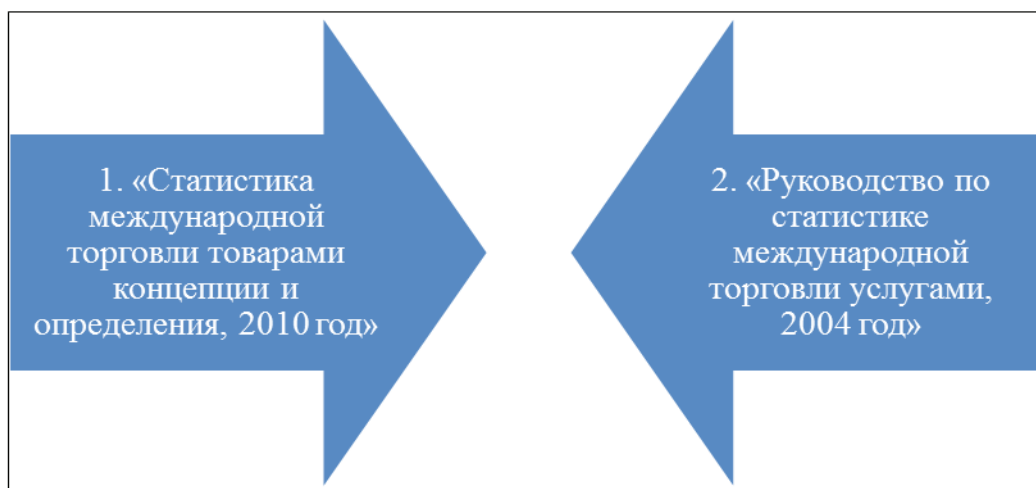 1. «Статистика
международной
торговли товарами
концепции и
определения, 2010 год»
2. «Руководство по
статистике
международной
торговли услугами,
2004 год»